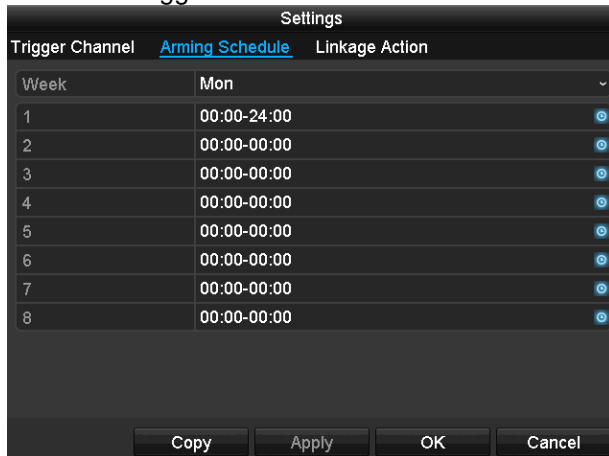 Settings
Trigger Channel Arming Schedule Linkage Action
Week Mon
1 00:00-24:00
2 00:00-00:00
3 00:00-00:00
4 00:00-00:00
5 00:00-00:00
6 00:00-00:00
7 00:00-00:00
8 00:00-00:00
Copy Apply OK Cancel